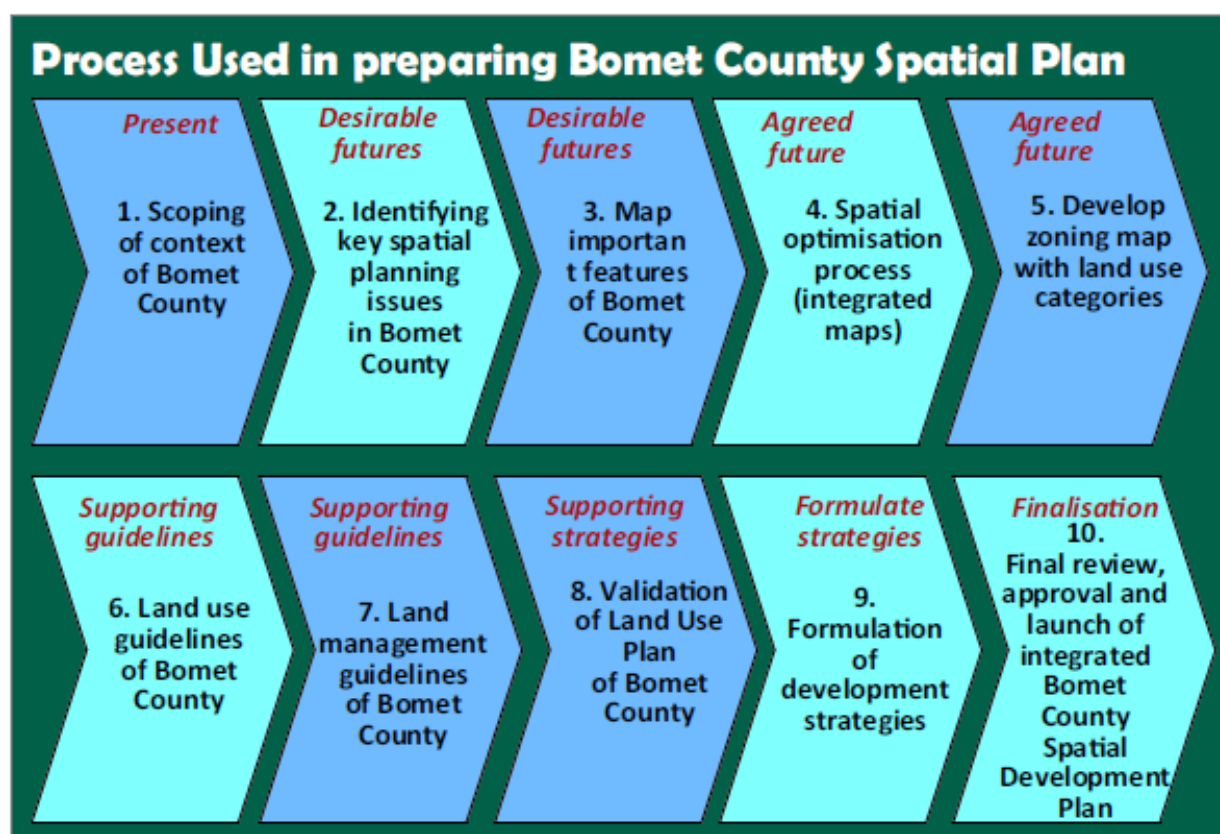 Process Used in preparing Bomet County Spatial Plan
Present
1. Scoping
of context
of Bomet
County
Desirable
futures
2. Identifying
key spatial
planning
issues
in Bomet
County
Desirable
futures
3. Map
importan
t features
of Bomet
County
Agreed
future
4. Spatial
optimisation
process
(integrated
maps)
Agreed
future
5. Develop
zoning map
with land use
categories
Supporting
guidelines
6. Land use
guidelines
of Bomet
County
Supporting
guidelines
7. Land
management
guidelines
of Bomet
County
Supporting
strategies
8. Validation
of Land Use
Plan
of Bomet
County
Formulate
strategies
9.
Formulation
of
development
strategies
Finalisation
10.
Final review,
approval and
launch of
integrated
Bomet
County
Spatial
Development
Plan